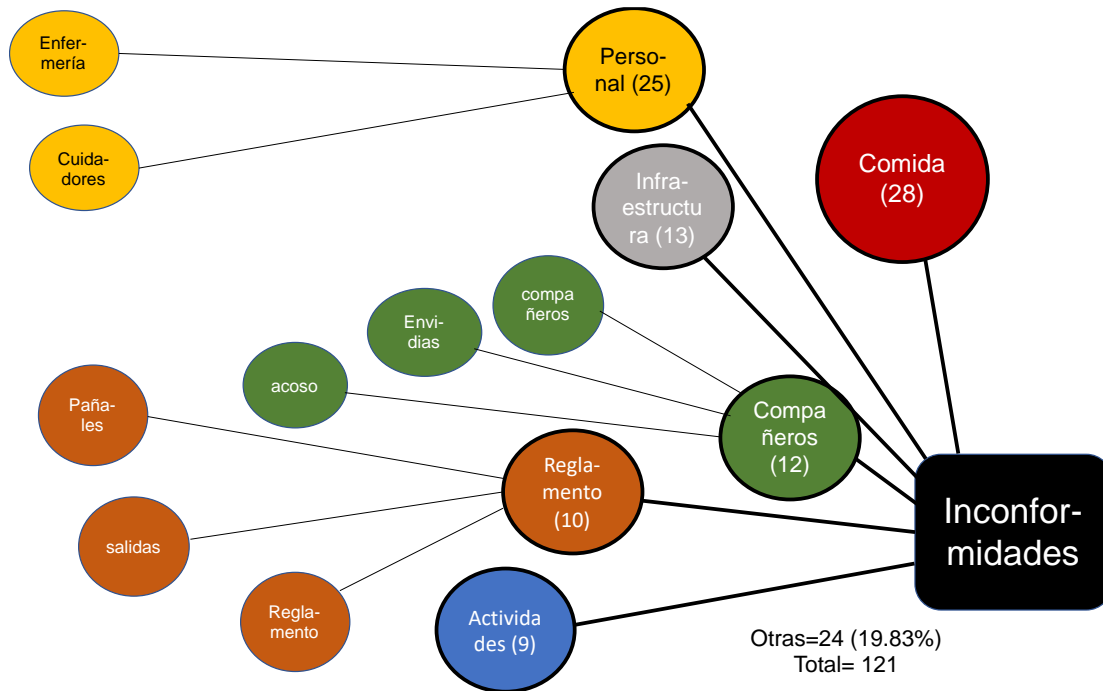 Enfer-
mería
Perso-
nal (25)
Cuida-
dores
Comida
(28)
Infra-
estructu
ra (13)
compa
ñeros
Envi-
dias
acoso
Compa
ñeros
(12)
Paña-
les
Regla-
mento
(10)
salidas
Regla-
mento
Activida
des (9)
Inconfor-
midades
Otras=24 (19.83%)
Total= 121